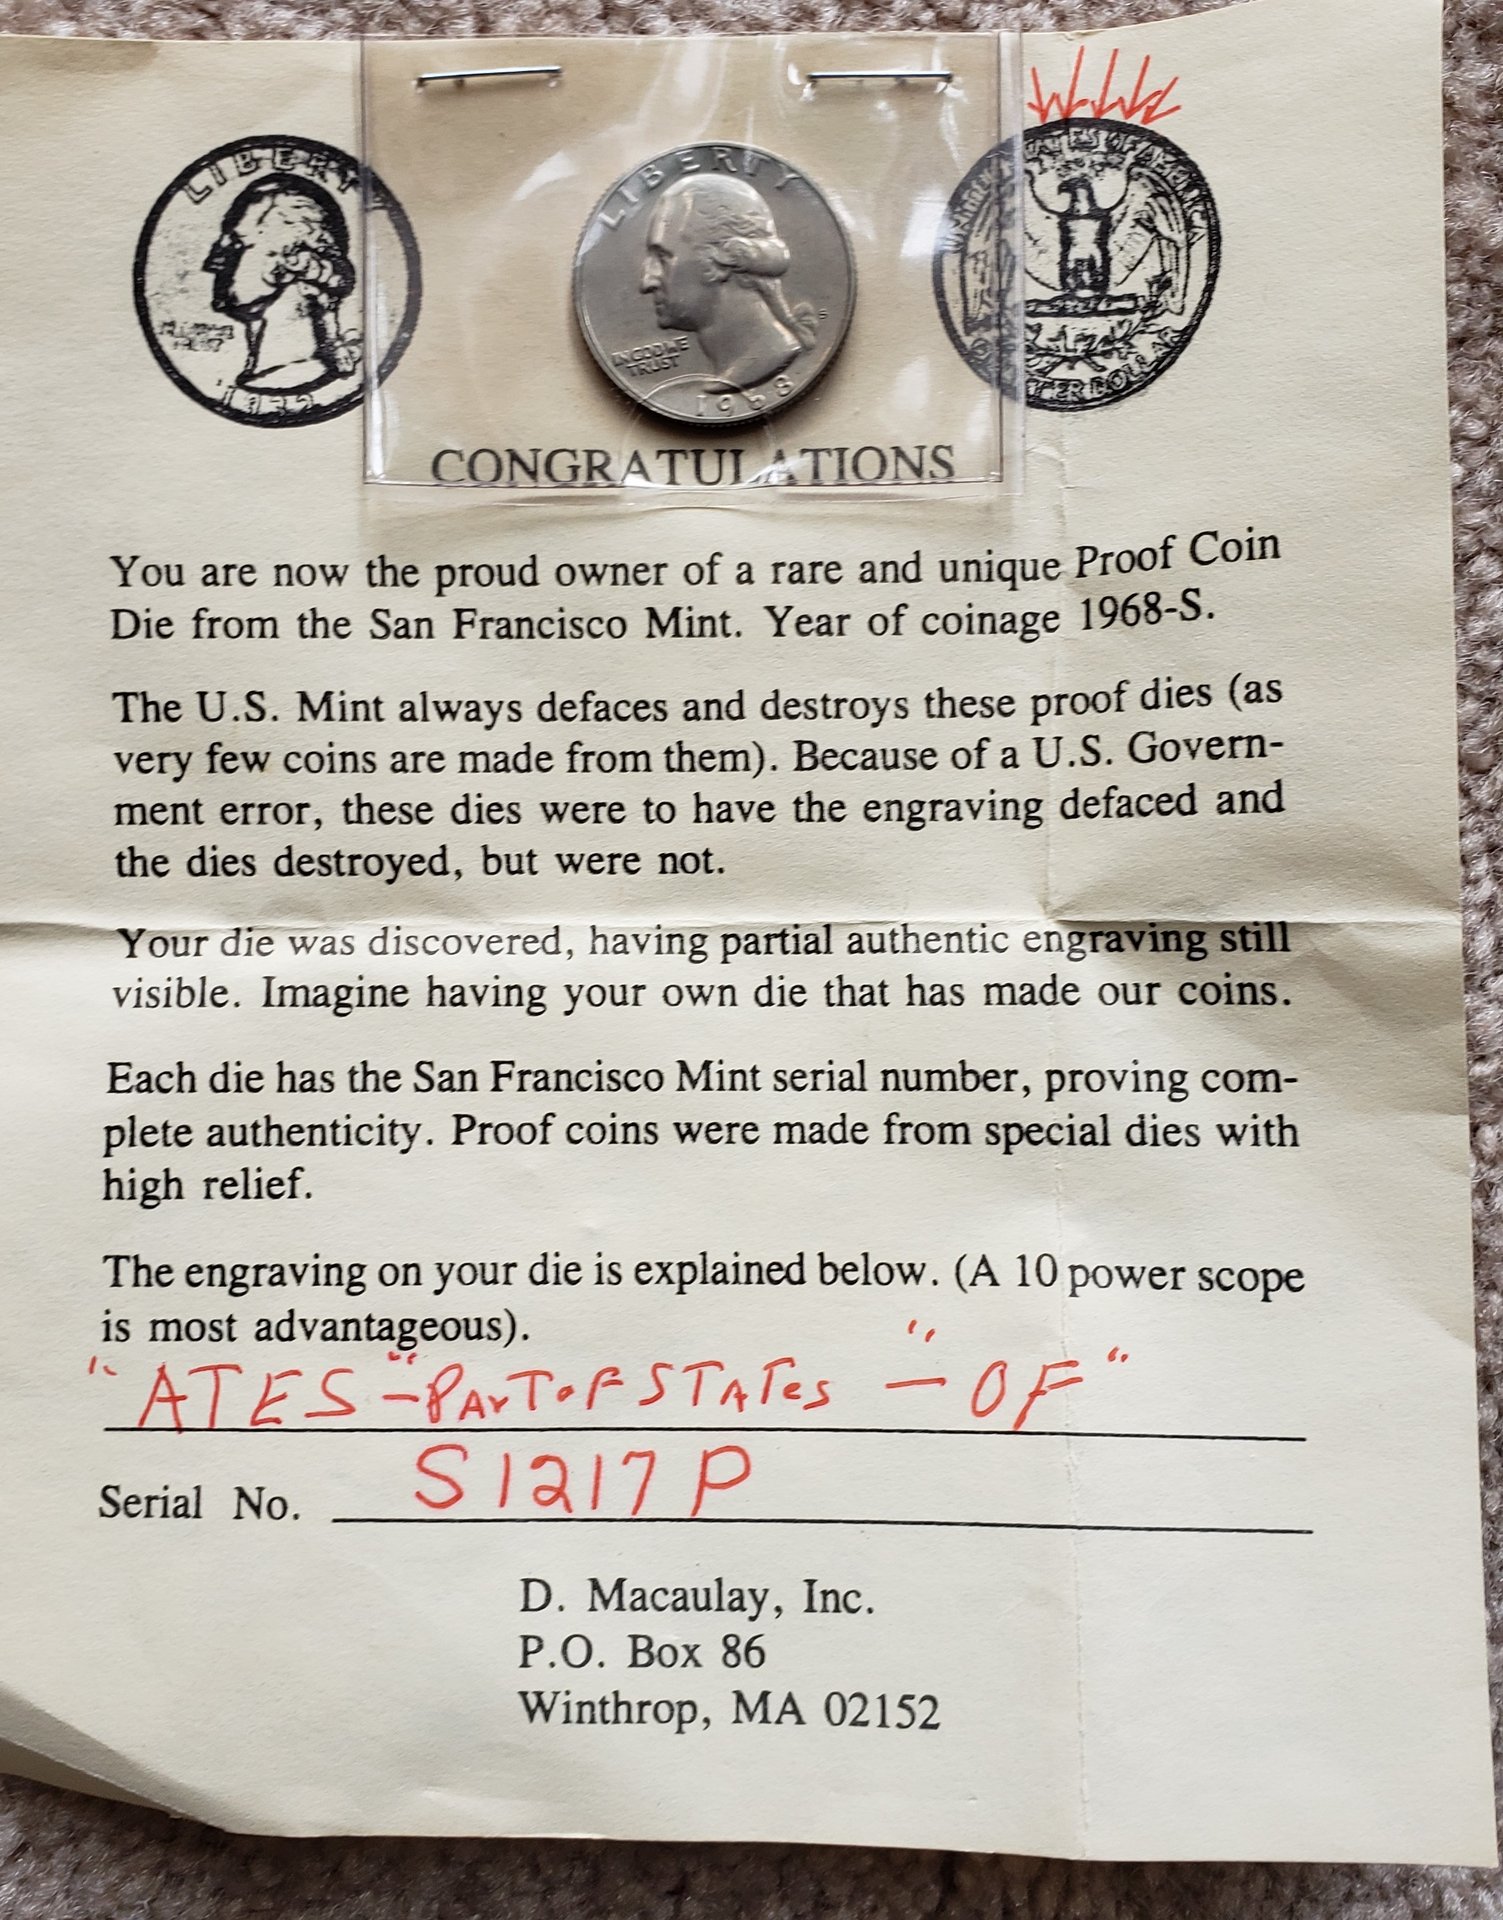 LIBERTY
IN GOD WE
TRUST
1968
S
LIBERTY
STATES OF AMERICA
CONGRATULATIONS
You are now the proud owner of a rare and unique Proof Coin
Die from the San Francisco Mint. Year of coinage 1968-S.
The U.S. Mint always defaces and destroys these proof dies (as
very few coins are made from them). Because of a U.S. Govern-
ment error, these dies were to have the engraving defaced and
the dies destroyed, but were not.
Your die was discovered, having partial authentic engraving still
visible. Imagine having your own die that has made our coins.
Each die has the San Francisco Mint serial number, proving com-
plete authenticity. Proof coins were made from special dies with
high relief.
The engraving on your die is explained below. (A 10 power scope
is most advantageous).
"ATES" - PArT oF STATes - "OF"
Serial No. S1217P
D. Macaulay, Inc.
P.O. Box 86
Winthrop, MA 02152